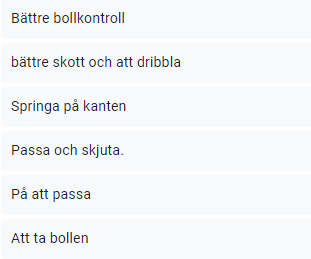 Bättre bollkontroll
bättre skott och att dribbla
Springa på kanten
Passa och skjuta.
På att passa
Att ta bollen